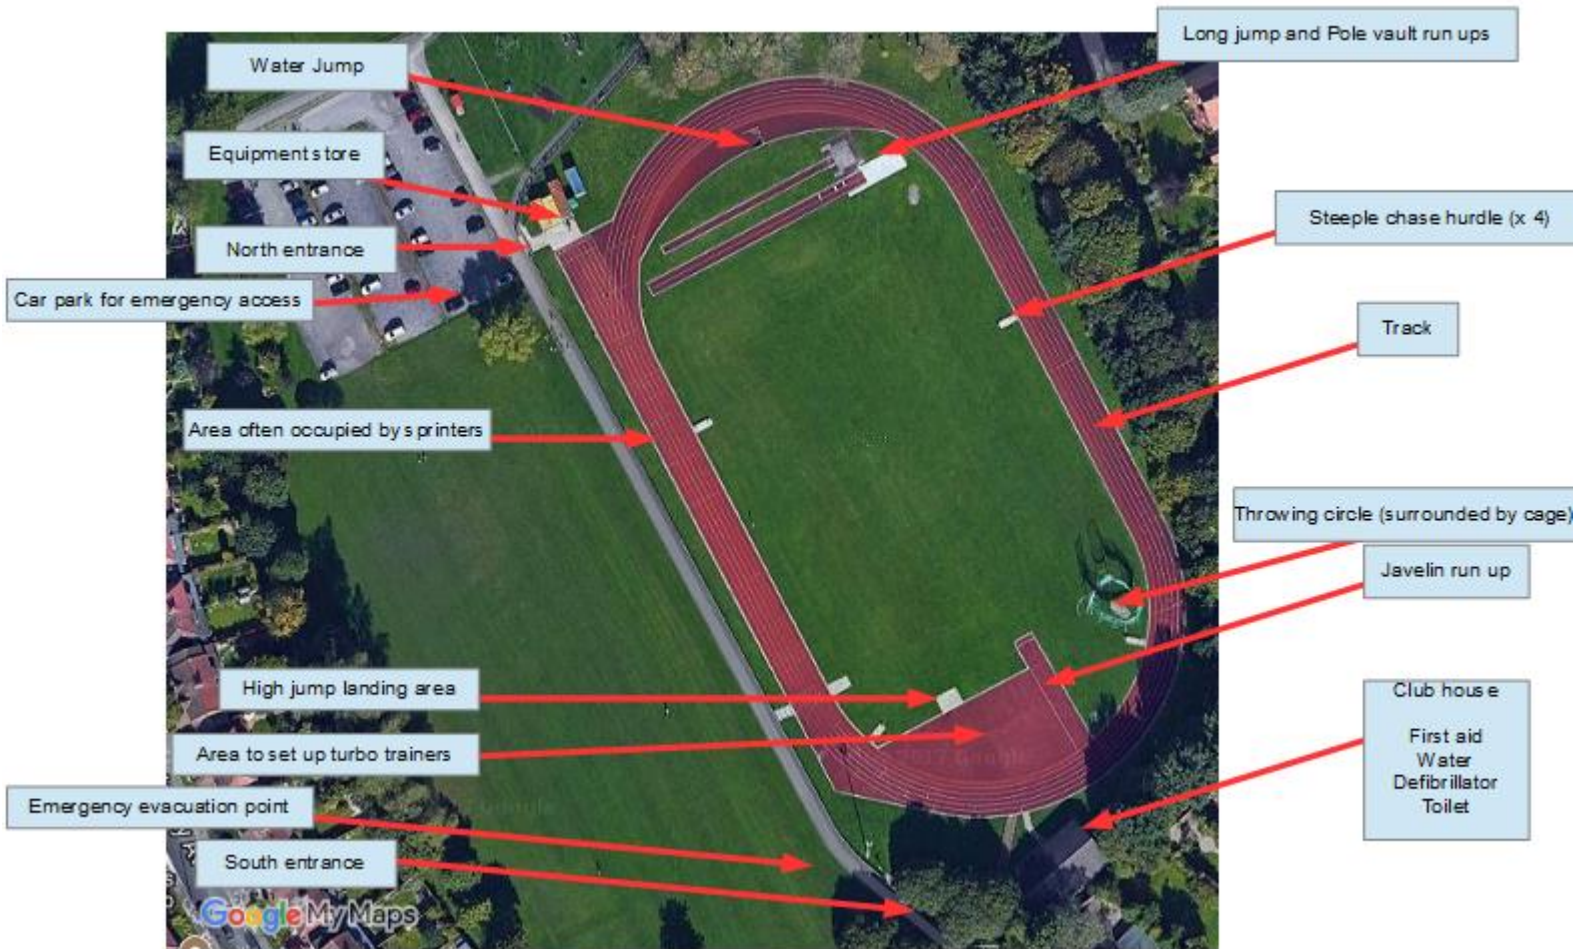 Water Jump
Long jump and Pole vault run ups
Equipment store
Steeple chase hurdle (x 4)
North entrance
Car park for emergency access
Track
Area often occupied by sprinters
Throwing circle (surrounded by cage)
Javelin run up
High jump landing area
Club house
First aid
Water
Defibrillator
Toilet
Area to set up turbo trainers
Emergency evacuation point
South entrance
Google My Maps